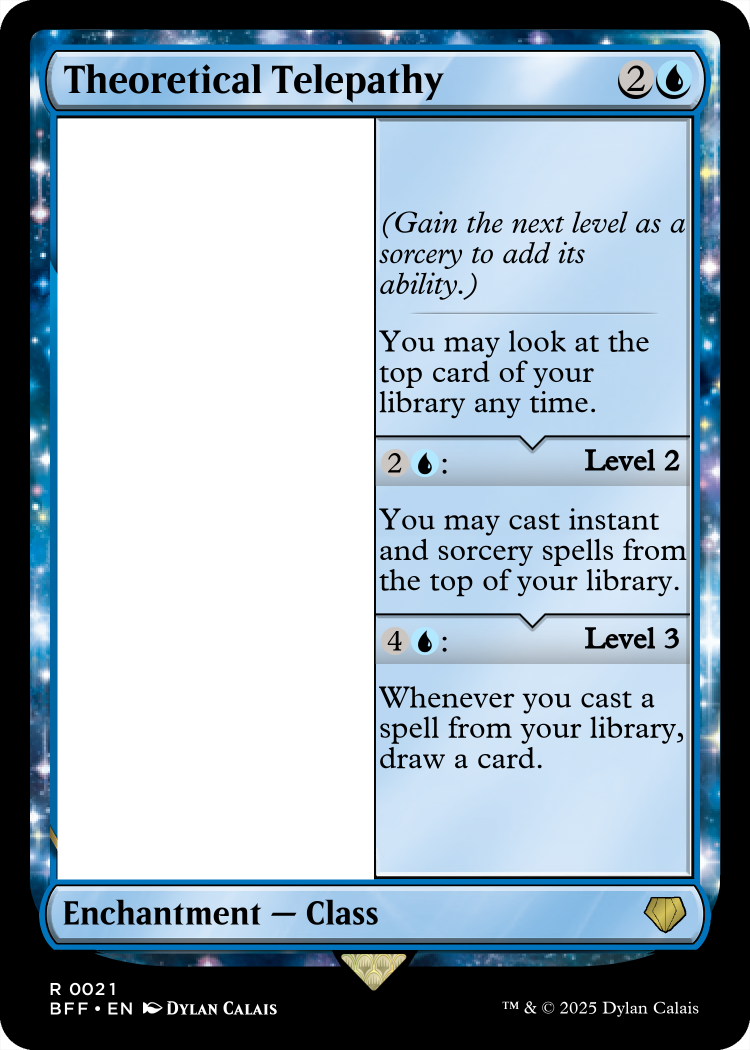 Theoretical Telepathy 2
(Gain the next level as a
sorcery to add its
ability.)
You may look at the
top card of your
library any time.
2 : Level 2
You may cast instant
and sorcery spells from
the top of your library.
4 : Level 3
Whenever you cast a
spell from your library,
draw a card.
Enchantment — Class
R 0021
BFF • EN Dylan Calais
™ & © 2025 Dylan Calais